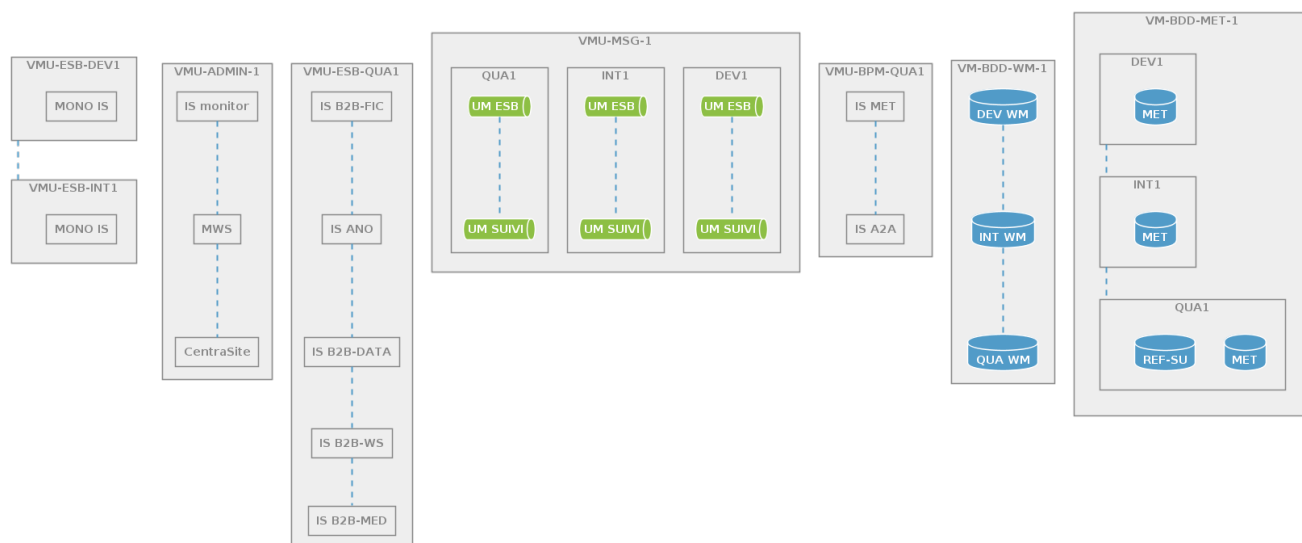 VMU-ESB-DEV1
MONO IS
VMU-ESB-INT1
MONO IS
VMU-ADMIN-1
IS monitor
MWS
CentraSite
VMU-ESB-QUA1
IS B2B-FIC
IS ANO
IS B2B-DATA
IS B2B-WS
IS B2B-MED
VMU-MSG-1
QUA1
UM ESB
UM SUIVI
INT1
UM ESB
UM SUIVI
DEV1
UM ESB
UM SUIVI
VMU-BPM-QUA1
IS MET
IS A2A
VM-BDD-WM-1
DEV WM
INT WM
QUA WM
VM-BDD-MET-1
DEV1
MET
INT1
MET
QUA1
REF-SU
MET